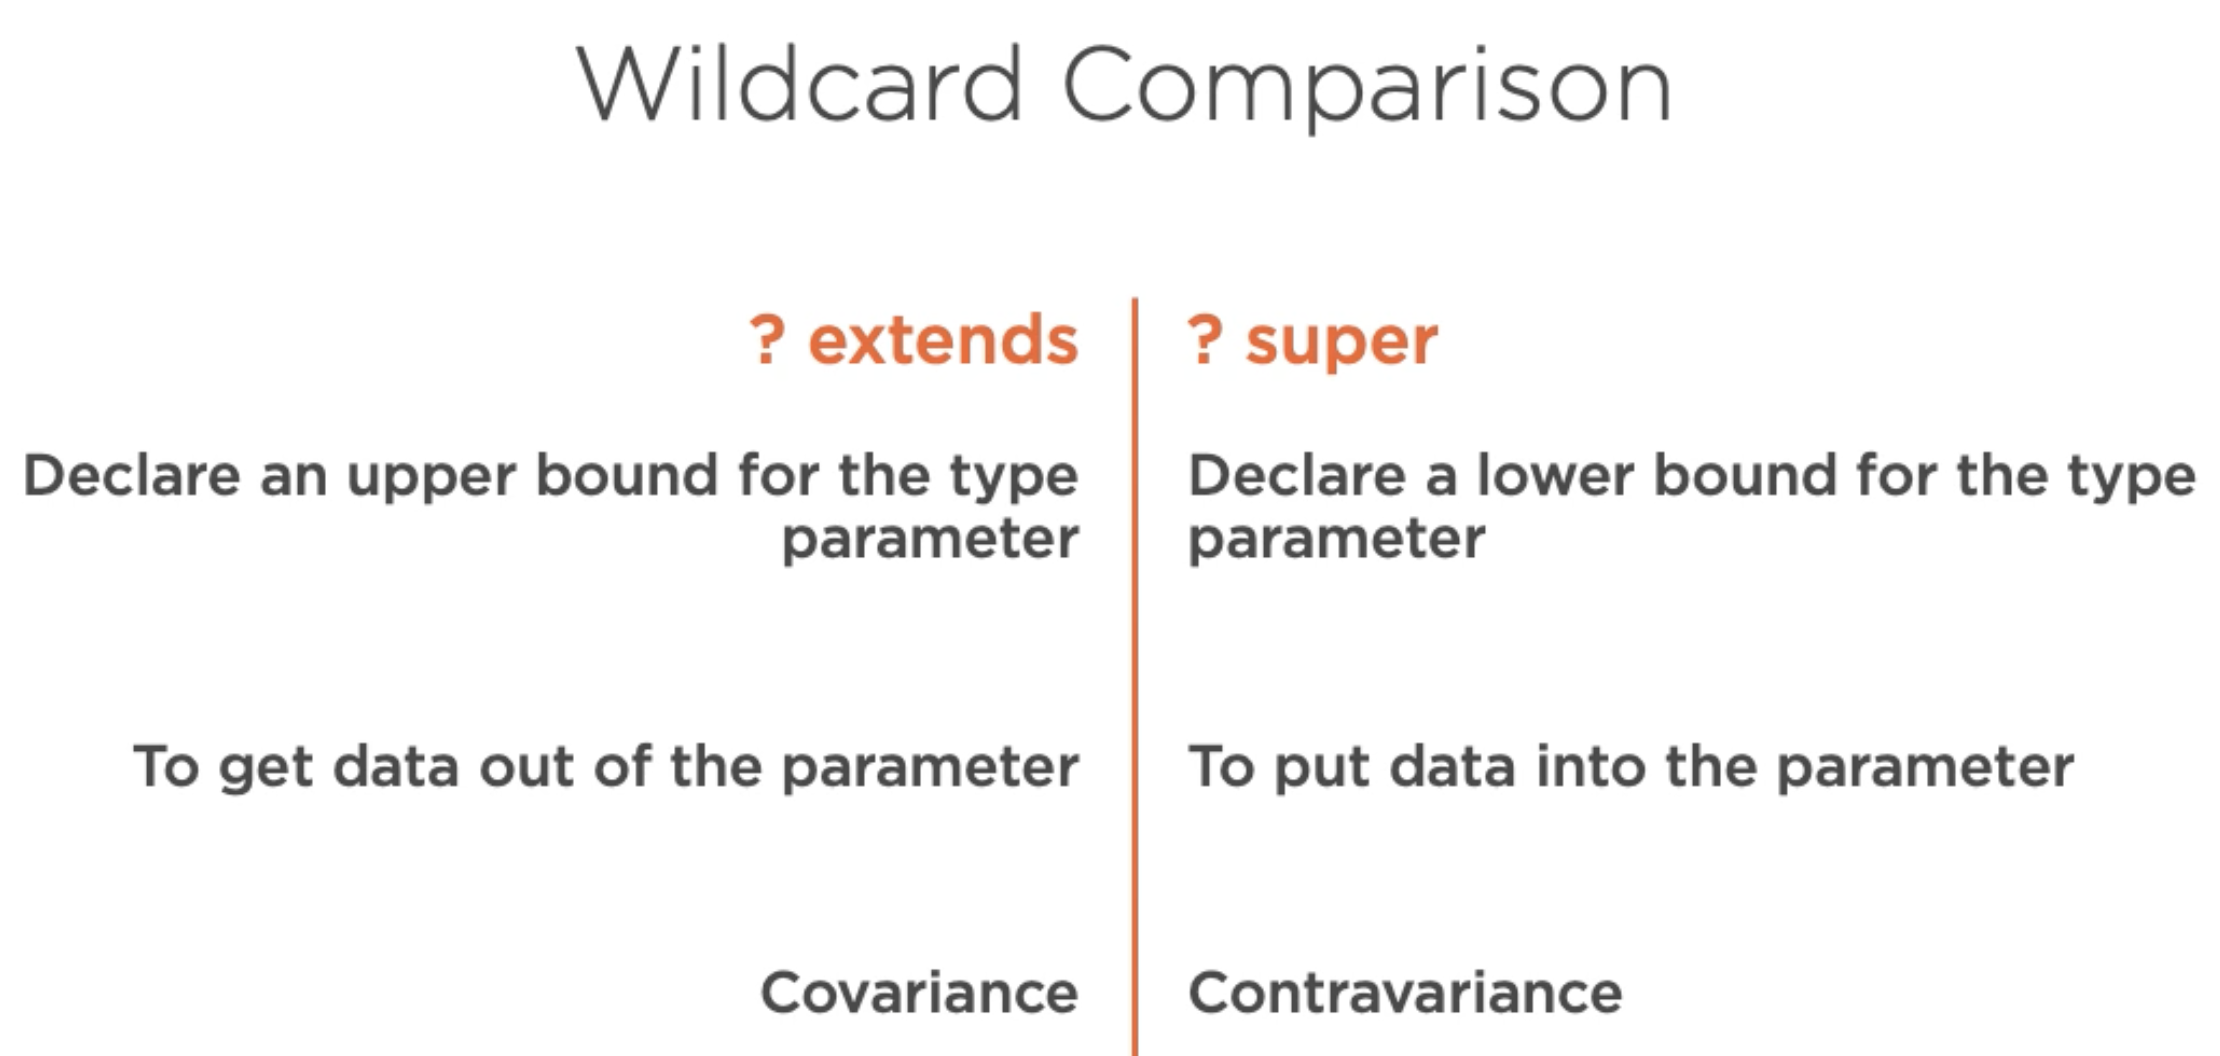 Wildcard Comparison
? extends
Declare an upper bound for the type
parameter
To get data out of the parameter
Covariance
? super
Declare a lower bound for the type
parameter
To put data into the parameter
Contravariance